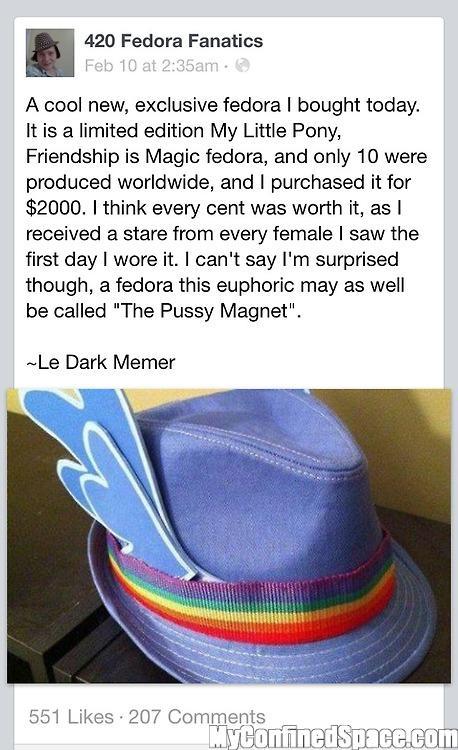 420 Fedora Fanatics
Feb 10 at 2:35am ·
A cool new, exclusive fedora I bought today.
It is a limited edition My Little Pony,
Friendship is Magic fedora, and only 10 were
produced worldwide, and I purchased it for
$2000. I think every cent was worth it, as I
received a stare from every female I saw the
first day I wore it. I can't say I'm surprised
though, a fedora this euphoric may as well
be called "The Pussy Magnet".
~Le Dark Memer
551 Likes · 207 Comments
MyConfinedSpace.com